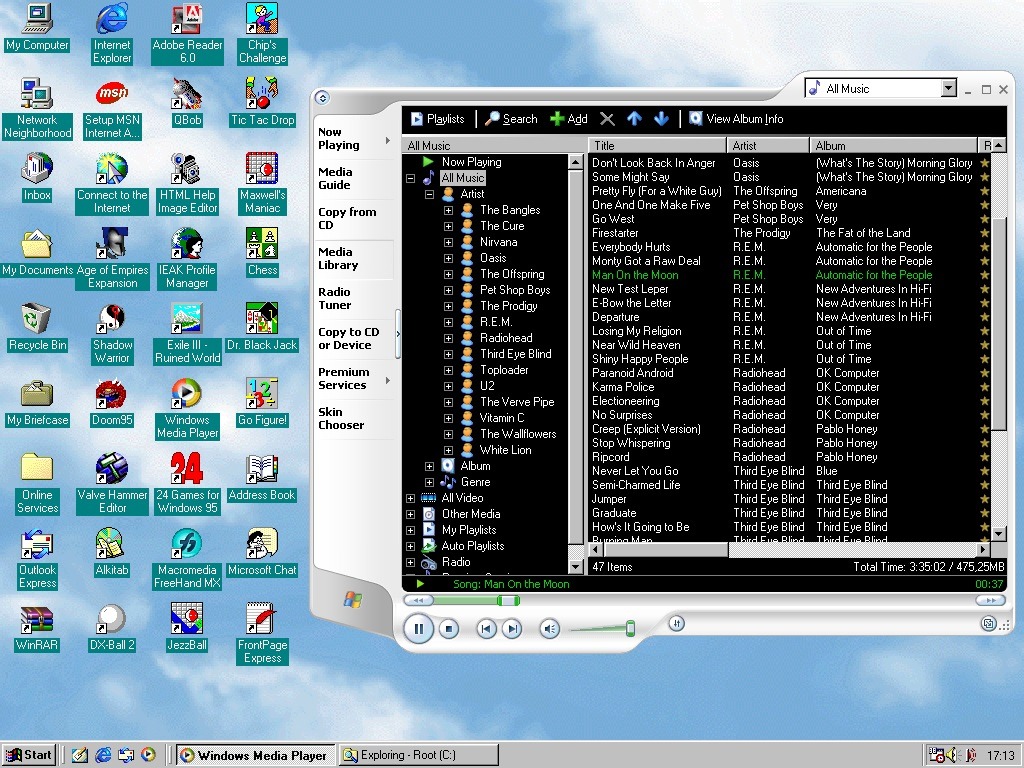 My Computer
Internet
Explorer
Adobe Reader
6.0
Chip's
Challenge
Network
Neighborhood
msn
Setup MSN
Internet A...
QBob
Tic Tac Drop
Inbox
Connect to the
Internet
HTML Help
Image Editor
Maxwell's
Maniac
My Documents
Age of Empires
Expansion
IEAK Profile
Manager
Chess
Recycle Bin
Shadow
Warrior
Exile III -
Ruined World
Dr. Black Jack
My Briefcase
Doom95
Windows
Media Player
Go Figure!
Online
Services
Valve Hammer
Editor
24
24 Games for
Windows 95
Address Book
Outlook
Express
Alkitab
Macromedia
FreeHand MX
Microsoft Chat
WinRAR
DX-Ball 2
JezzBall
FrontPage
Express
All Music
Now
Playing
Media
Guide
Copy from
CD
Media
Library
Radio
Tuner
Copy to CD
or Device
Premium
Services
Skin
Chooser
Playlists Search Add View Album Info
All Music
Now Playing
All Music
Artist
The Bangles
The Cure
Nirvana
Oasis
The Offspring
Pet Shop Boys
The Prodigy
R.E.M.
Radiohead
Third Eye Blind
Toploader
U2
The Verve Pipe
Vitamin C
The Wallflowers
White Lion
Album
Genre
All Video
Other Media
My Playlists
Auto Playlists
Radio
Title Artist Album R
Don't Look Back In Anger Oasis (What's The Story) Morning Glory
Some Might Say Oasis (What's The Story) Morning Glory
Pretty Fly (For a White Guy) The Offspring Americana
One And One Make Five Pet Shop Boys Very
Go West Pet Shop Boys Very
Firestarter The Prodigy The Fat of the Land
Everybody Hurts R.E.M. Automatic for the People
Monty Got a Raw Deal R.E.M. Automatic for the People
Man On the Moon R.E.M. Automatic for the People
New Test Leper R.E.M. New Adventures In Hi-Fi
E-Bow the Letter R.E.M. New Adventures In Hi-Fi
Departure R.E.M. New Adventures In Hi-Fi
Losing My Religion R.E.M. Out of Time
Near Wild Heaven R.E.M. Out of Time
Shiny Happy People R.E.M. Out of Time
Paranoid Android Radiohead OK Computer
Karma Police Radiohead OK Computer
Electioneering Radiohead OK Computer
No Surprises Radiohead OK Computer
Creep (Explicit Version) Radiohead Pablo Honey
Stop Whispering Radiohead Pablo Honey
Ripcord Radiohead Pablo Honey
Never Let You Go Third Eye Blind Blue
Semi-Charmed Life Third Eye Blind Third Eye Blind
Jumper Third Eye Blind Third Eye Blind
Graduate Third Eye Blind Third Eye Blind
How's It Going to Be Third Eye Blind Third Eye Blind
Burning Man Third Eye Blind Third Eye Blind
47 Items Total Time: 3:35:02 / 475,25MB
Song: Man On the Moon 00:37
Start Windows Media Player Exploring - Root (C:) 17:13